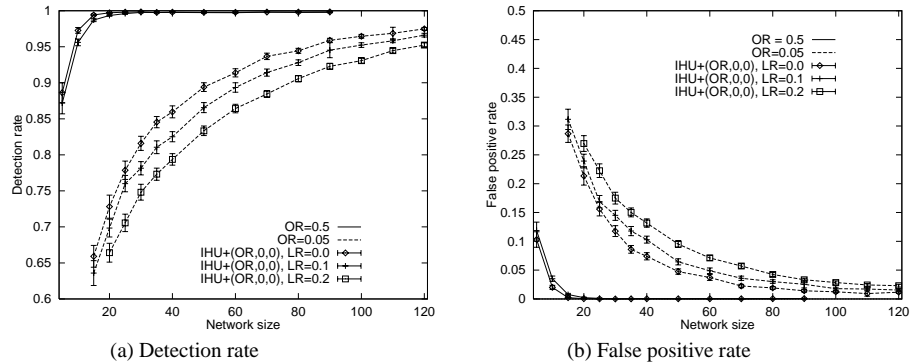 1
0.95
0.9
0.85
0.8
0.75
0.7
0.65
0.6
Detection rate
20 40 60 80 100 120
Network size
OR=0.5
OR=0.05
IHU+(OR,0,0), LR=0.0
IHU+(OR,0,0), LR=0.1
IHU+(OR,0,0), LR=0.2
(a) Detection rate
0.5
0.45
0.4
0.35
0.3
0.25
0.2
0.15
0.1
0.05
0
False positive rate
20 40 60 80 100 120
Network size
OR = 0.5
OR=0.05
IHU+(OR,0,0), LR=0.0
IHU+(OR,0,0), LR=0.1
IHU+(OR,0,0), LR=0.2
(b) False positive rate